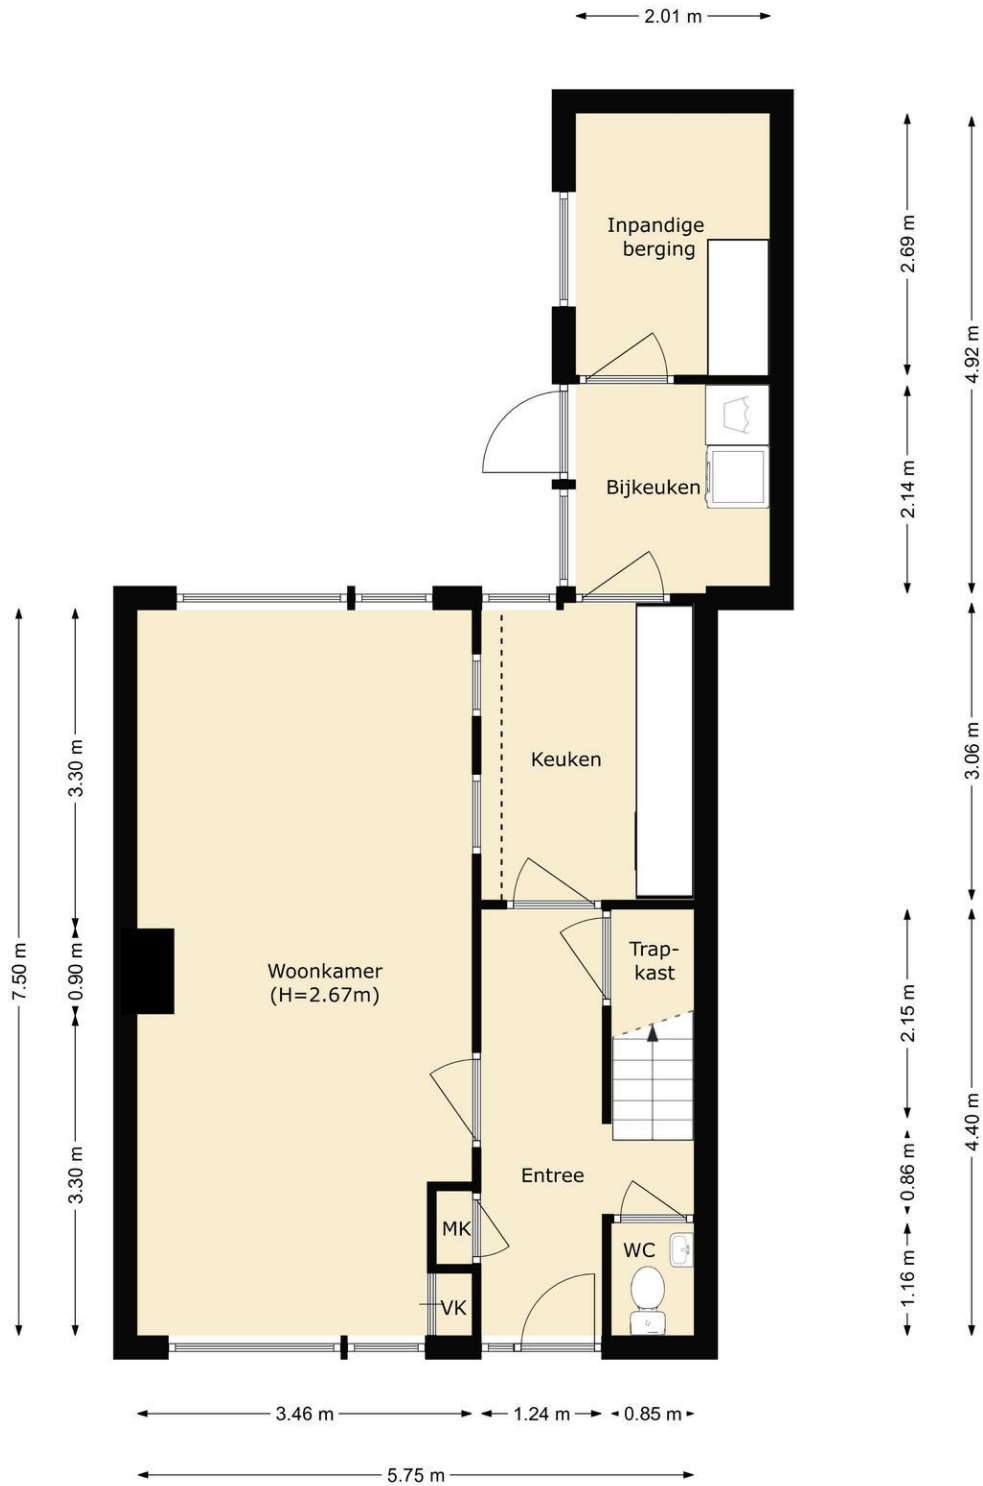 2.01 m
Inpandige
berging
2.69 m
4.92 m
Bijkeuken
2.14 m
Keuken
3.30 m
3.06 m
7.50 m
0.90 m
Woonkamer
(H=2.67m)
Trap-
kast
2.15 m
4.40 m
3.30 m
0.86 m
Entree
MK
WC
1.16 m
VK
3.46 m
1.24 m
0.85 m
5.75 m